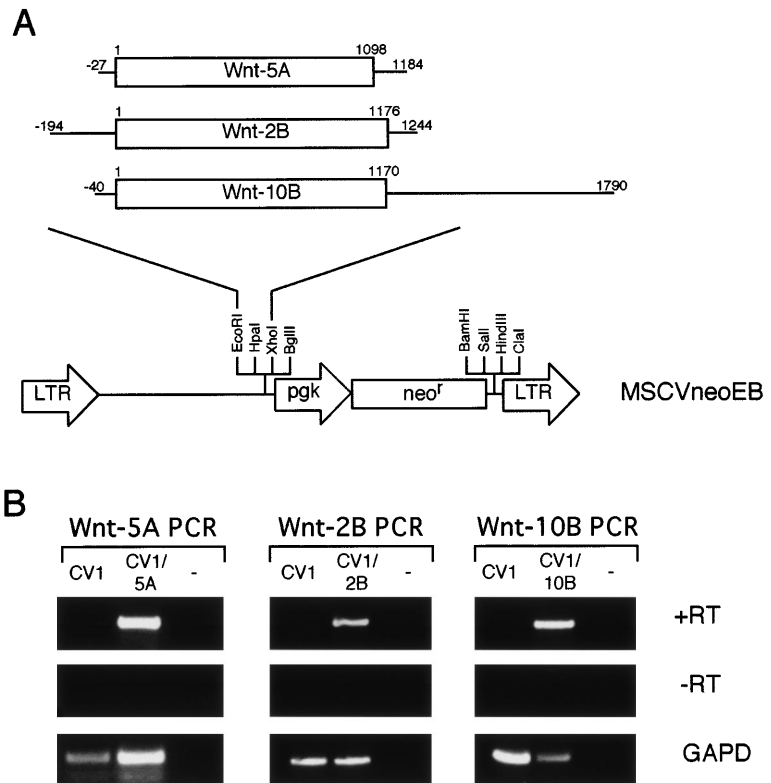 A
1 1098
-27 Wnt-5A 1184
1 1176
-194 Wnt-2B 1244
1 1170
-40 Wnt-10B 1790
EcoRI HpaI XhoI BglII BamHI SalI HindIII ClaI
LTR pgk neor LTR MSCVneoEB
B
Wnt-5A PCR Wnt-2B PCR Wnt-10B PCR
CV1 CV1/5A - CV1 CV1/2B - CV1 CV1/10B -
+RT
-RT
GAPD